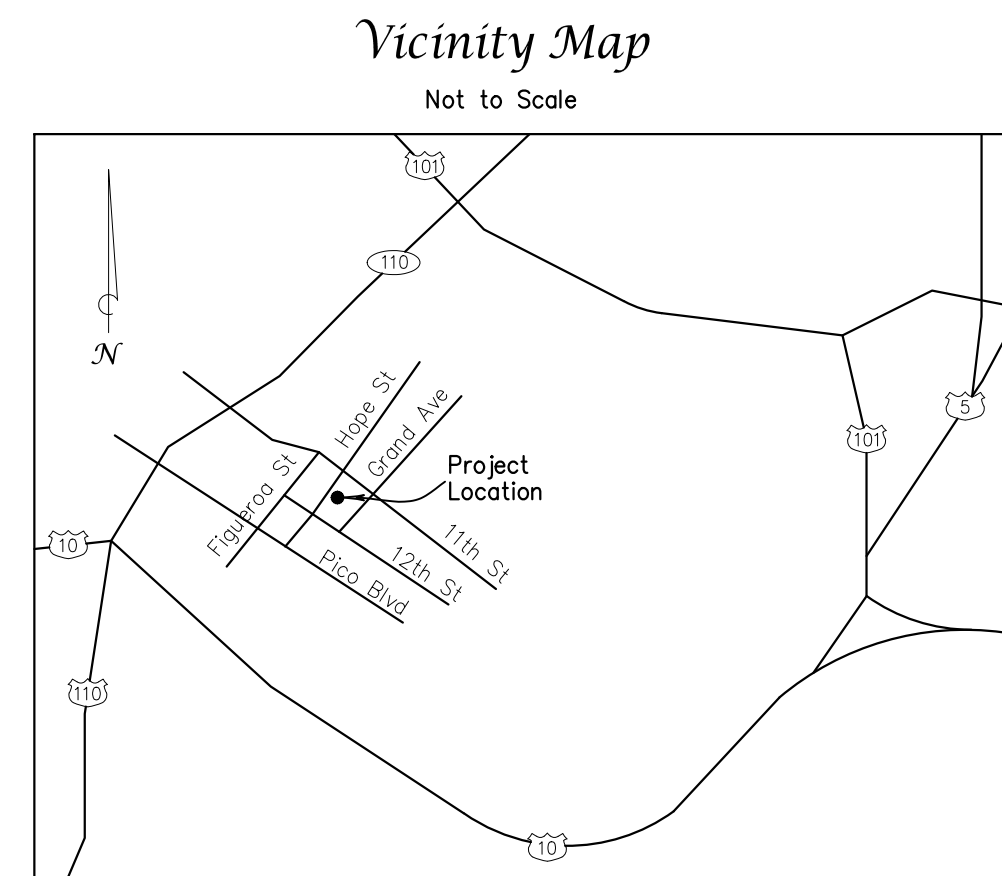 Vicinity Map
Not to Scale
101
110
N
5
101
Hope St
Grand Ave
Project
Location
Figueroa St
10
11th St
12th St
Pico Blvd
110
10